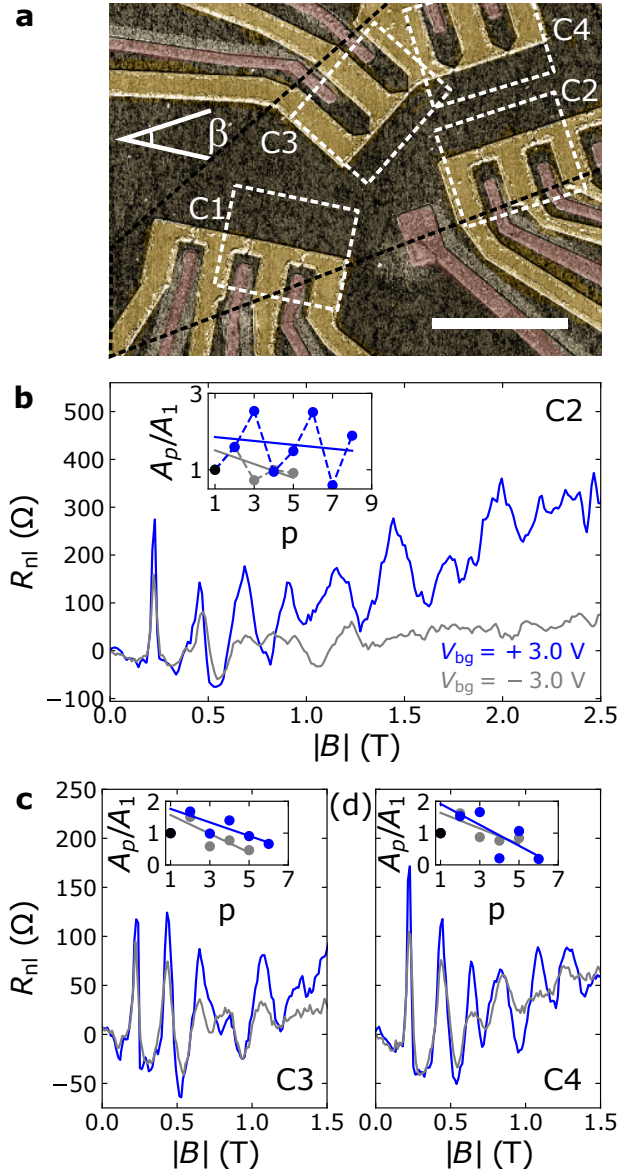 a
C4
C2
β
C3
C1
b
500
400
300
200
100
0
−100
R_nl (Ω)
C2
3
1
A_p/A_1
1 3 5 7 9
p
V_bg = + 3.0 V
V_bg = − 3.0 V
0.0 0.5 1.0 1.5 2.0 2.5
|B| (T)
c
250
200
150
100
50
0
−50
R_nl (Ω)
2
1
0
A_p/A_1
1 3 5 7
p
C3
0.0 0.5 1.0 1.5
|B| (T)
(d)
2
1
0
A_p/A_1
1 3 5 7
p
C4
0.0 0.5 1.0 1.5
|B| (T)